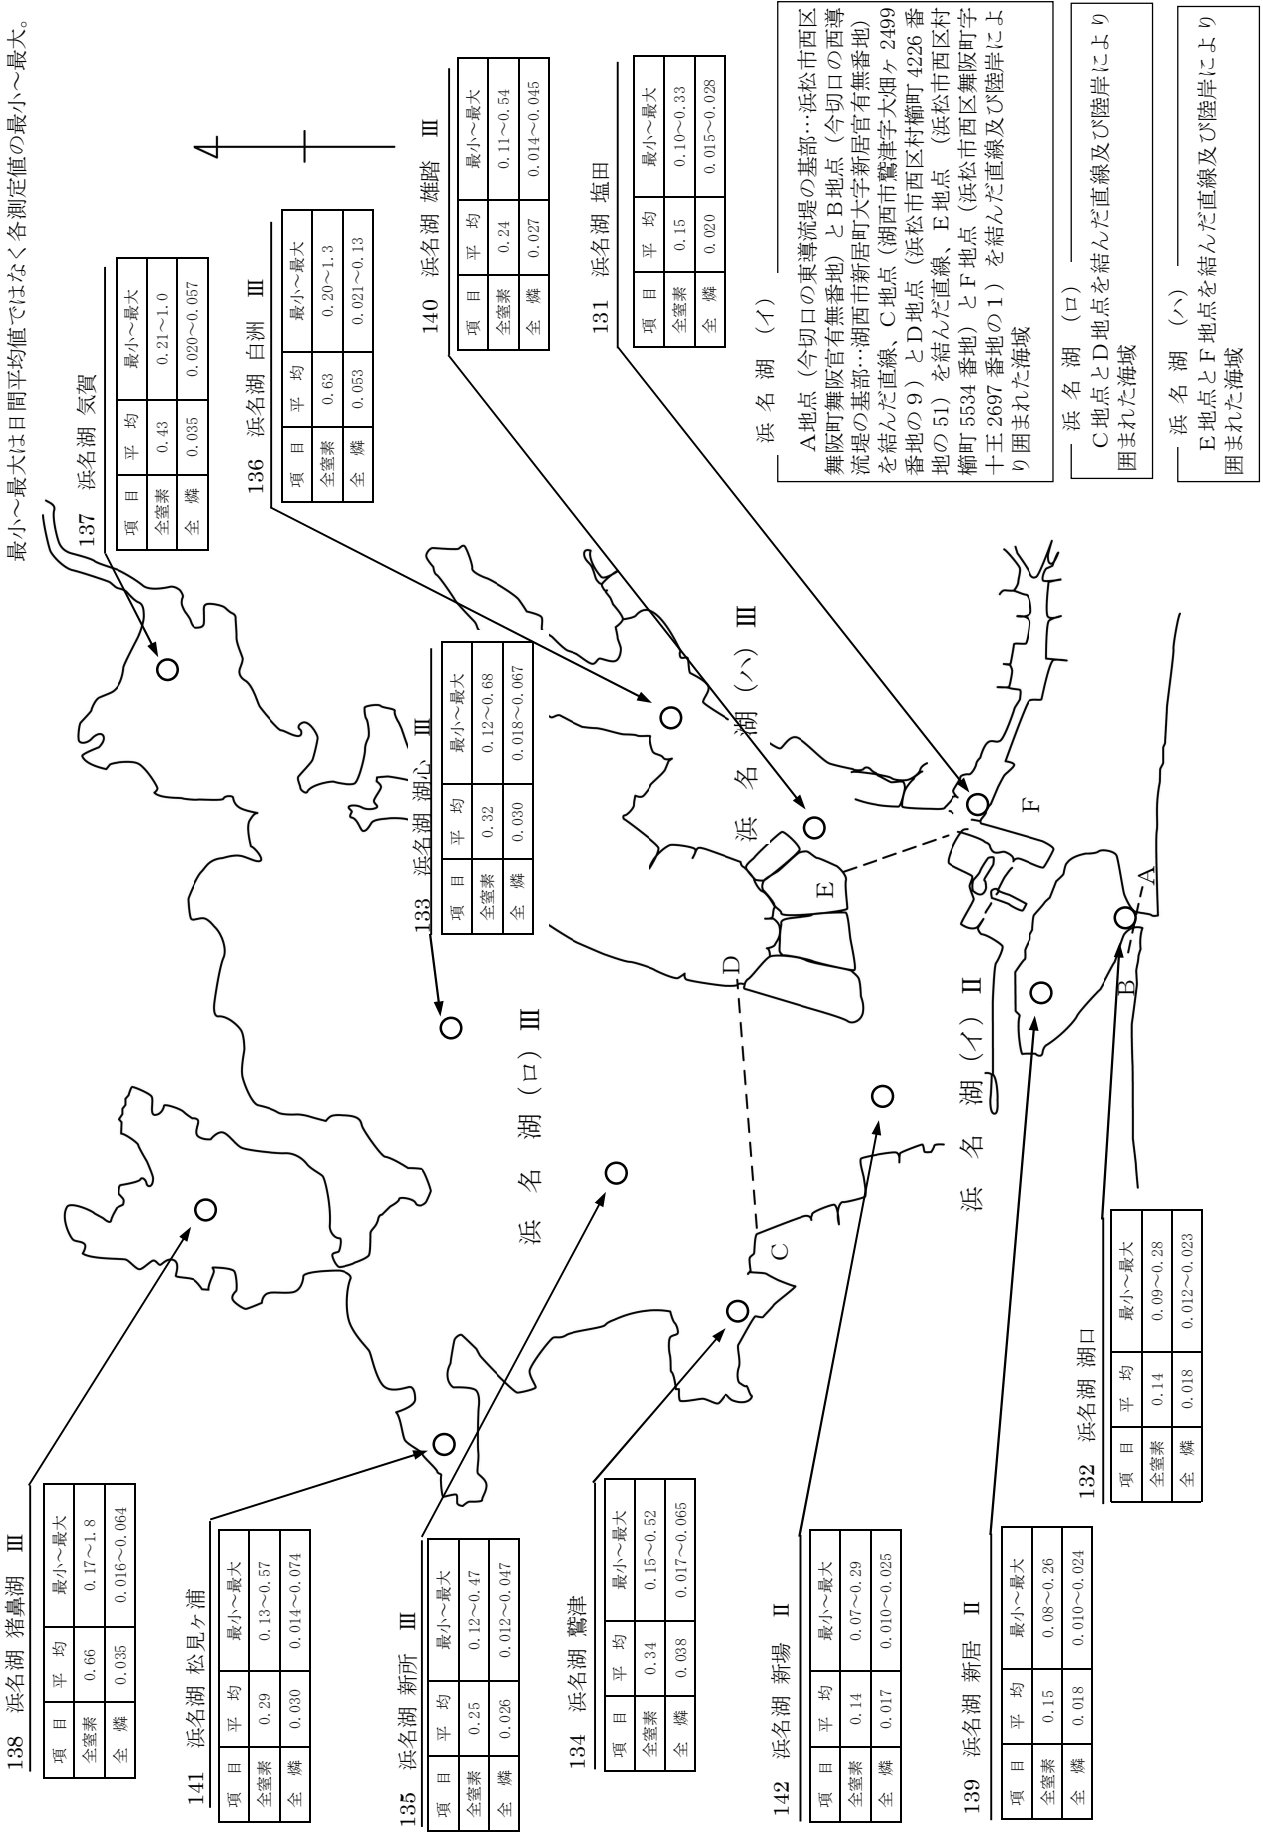 最小～最大は日間平均値ではなく各測定値の最小～最大。
138 浜名湖 猪鼻湖 Ⅲ
項 目 平 均 最小～最大
全窒素 0.66 0.17～1.8
全 燐 0.035 0.016～0.064
141 浜名湖 松見ヶ浦
項 目 平 均 最小～最大
全窒素 0.29 0.13～0.57
全 燐 0.030 0.014～0.074
135 浜名湖 新所 Ⅲ
項 目 平 均 最小～最大
全窒素 0.25 0.12～0.47
全 燐 0.026 0.012～0.047
134 浜名湖 鷲津
項 目 平 均 最小～最大
全窒素 0.34 0.15～0.52
全 燐 0.038 0.017～0.065
142 浜名湖 新場 Ⅱ
項 目 平 均 最小～最大
全窒素 0.14 0.07～0.29
全 燐 0.017 0.010～0.025
139 浜名湖 新居 Ⅱ
項 目 平 均 最小～最大
全窒素 0.15 0.08～0.26
全 燐 0.018 0.010～0.024
132 浜名湖 湖口
項 目 平 均 最小～最大
全窒素 0.14 0.09～0.28
全 燐 0.018 0.012～0.023
133 浜名湖 湖心 Ⅲ
項 目 平 均 最小～最大
全窒素 0.32 0.12～0.68
全 燐 0.030 0.018～0.067
137 浜名湖 気賀
項 目 平 均 最小～最大
全窒素 0.43 0.21～1.0
全 燐 0.035 0.020～0.057
136 浜名湖 白洲 Ⅲ
項 目 平 均 最小～最大
全窒素 0.63 0.20～1.3
全 燐 0.053 0.021～0.13
140 浜名湖 雄踏 Ⅲ
項 目 平 均 最小～最大
全窒素 0.24 0.11～0.54
全 燐 0.027 0.014～0.045
131 浜名湖 塩田
項 目 平 均 最小～最大
全窒素 0.15 0.10～0.33
全 燐 0.020 0.015～0.028
浜 名 湖（ロ）Ⅲ
浜 名 湖（ハ）Ⅲ
浜 名 湖（イ）Ⅱ
C
D
E
F
B
A
浜 名 湖 （イ）
A地点（今切口の東導流堤の基部…浜松市西区
舞阪町舞阪官有無番地）とB地点（今切口の西導
流堤の基部…湖西市新居町大字新居官有無番地）
を結んだ直線、C地点（湖西市鷲津字大畑ヶ 2499
番地の９）とD地点（浜松市西区村櫛町 4226 番
地の 51）を結んだ直線、E地点 （浜松市西区村
櫛町 5534 番地）とF地点（浜松市西区舞阪町字
十王 2697 番地の１）を結んだ直線及び陸岸によ
り囲まれた海域
浜 名 湖 （ロ）
C地点とD地点を結んだ直線及び陸岸により
囲まれた海域
浜 名 湖 （ハ）
E地点とF地点を結んだ直線及び陸岸により
囲まれた海域